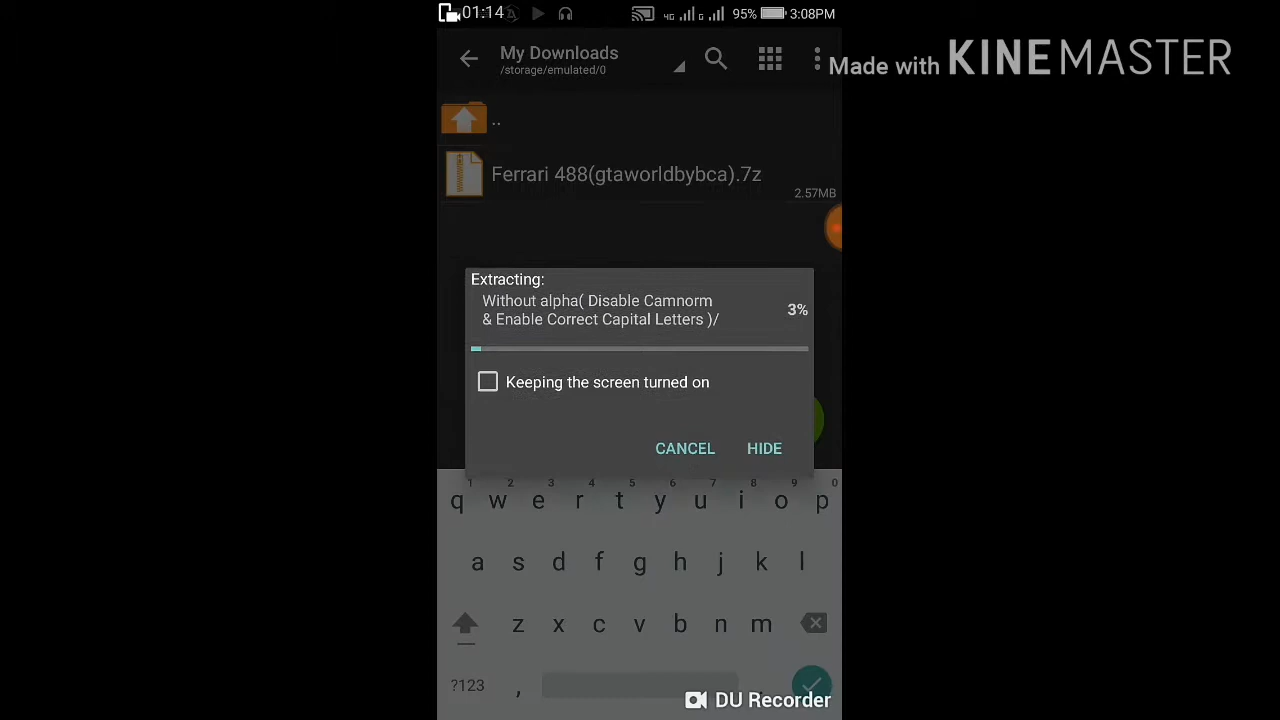 01:14 4G G 95% 3:08PM
My Downloads
/storage/emulated/0
Made with KINEMASTER
..
Ferrari 488(gtaworldbybca).7z
2.57MB
Extracting:
Without alpha( Disable Camnorm
& Enable Correct Capital Letters )/
3%
Keeping the screen turned on
CANCEL HIDE
1 2 3 4 5 6 7 8 9 0
q w e r t y u i o p
a s d f g h j k l
z x c v b n m
?123 ,
DU Recorder